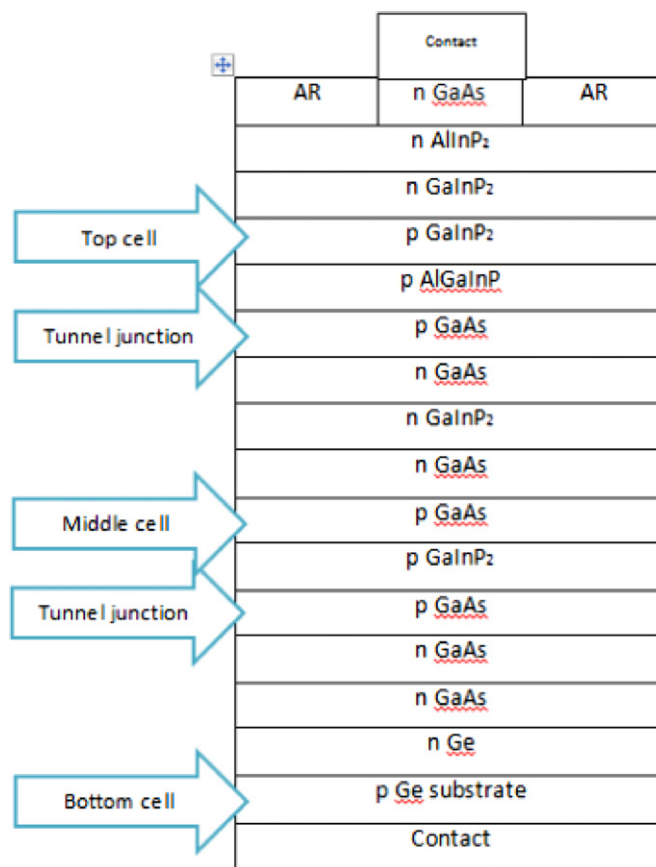 Contact
AR n GaAs AR
n AlInP₂
n GaInP₂
Top cell p GaInP₂
p AlGaInP
Tunnel junction p GaAs
n GaAs
n GaInP₂
n GaAs
Middle cell p GaAs
p GaInP₂
Tunnel junction p GaAs
n GaAs
n GaAs
n Ge
Bottom cell p Ge substrate
Contact